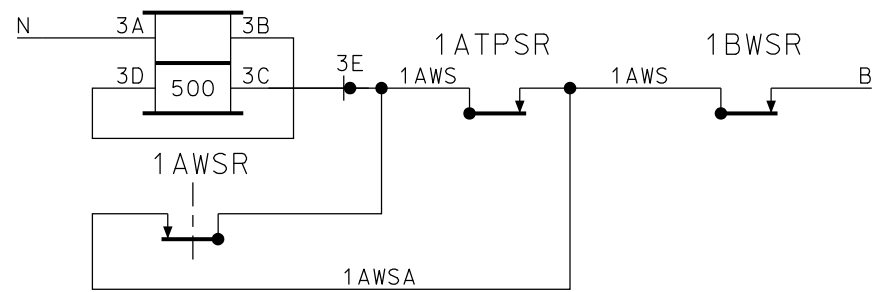 N 3A 3B
3D 500 3C 3E 1AWS 1ATPSR 1AWS 1BWSR B
1AWSR
1AWSA